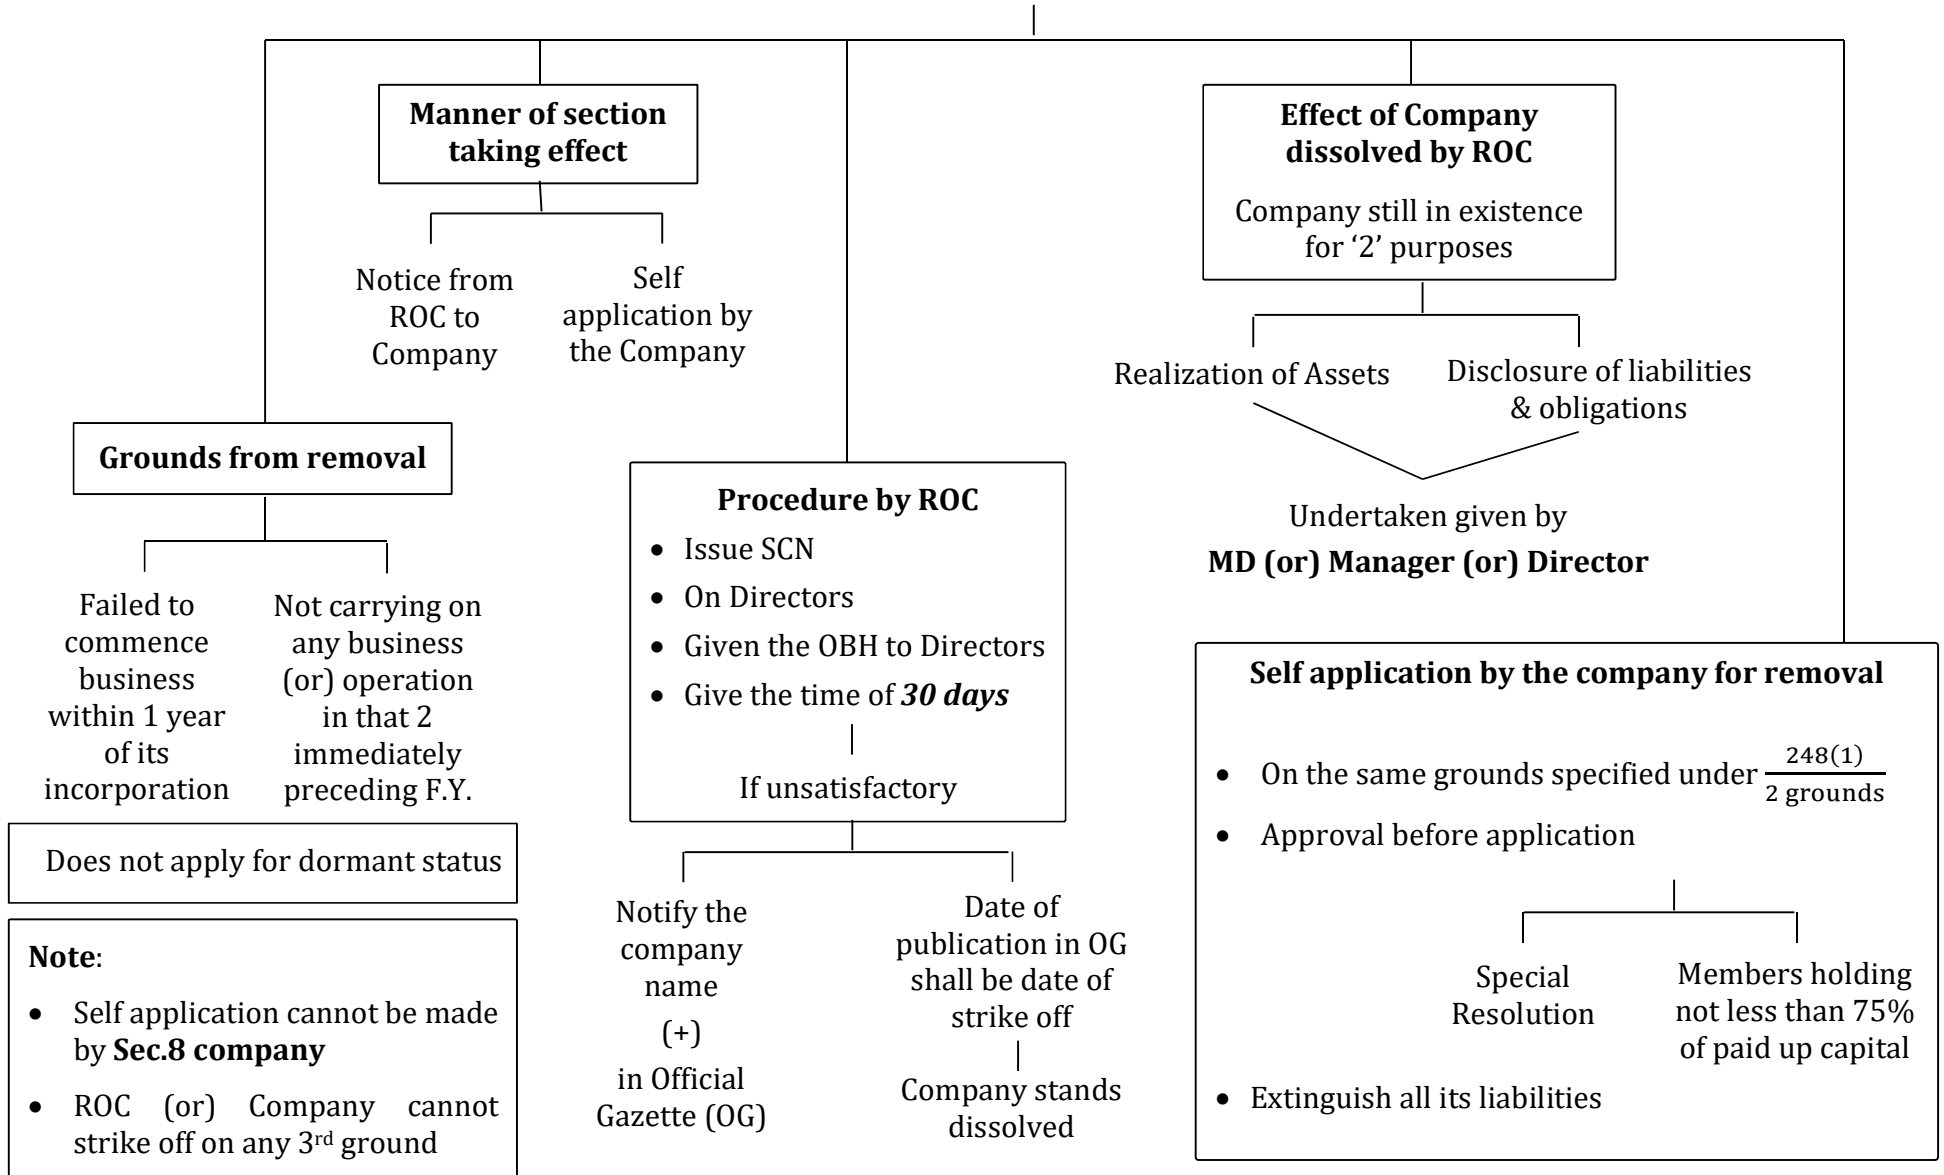 Manner of section
taking effect
Notice from
ROC to
Company
Self
application by
the Company
Grounds from removal
Failed to
commence
business
within 1 year
of its
incorporation
Not carrying on
any business
(or) operation
in that 2
immediately
preceding F.Y.
Does not apply for dormant status
Note:
• Self application cannot be made
by Sec.8 company
• ROC (or) Company cannot
strike off on any 3rd ground
Procedure by ROC
• Issue SCN
• On Directors
• Given the OBH to Directors
• Give the time of 30 days
If unsatisfactory
Notify the
company
name
(+)
in Official
Gazette (OG)
Date of
publication in OG
shall be date of
strike off
Company stands
dissolved
Effect of Company
dissolved by ROC
Company still in existence
for ‘2’ purposes
Realization of Assets
Disclosure of liabilities
& obligations
Undertaken given by
MD (or) Manager (or) Director
Self application by the company for removal
• On the same grounds specified under 248(1)
2 grounds
• Approval before application
Special
Resolution
Members holding
not less than 75%
of paid up capital
• Extinguish all its liabilities